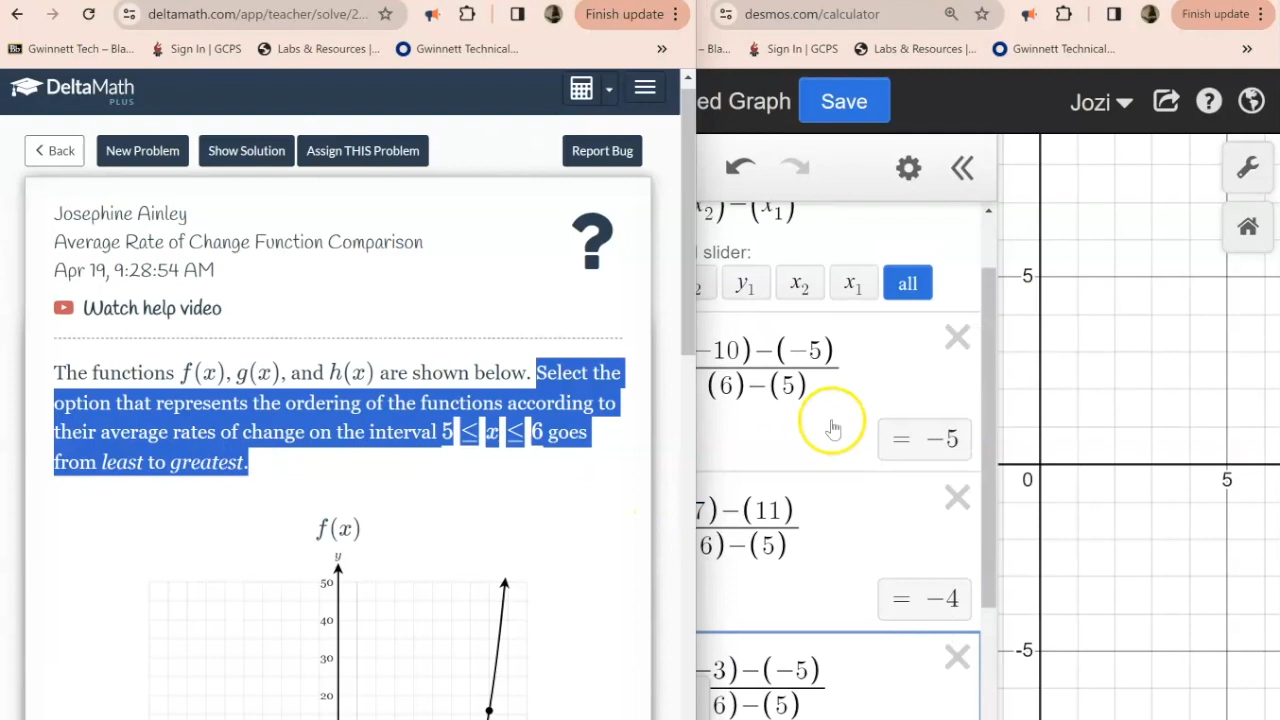 deltamath.com/app/teacher/solve/2...
Finish update
Bb Gwinnett Tech – Bla...
Sign In | GCPS
Labs & Resources |...
Gwinnett Technical...
»
DeltaMath
PLUS
Back
New Problem
Show Solution
Assign THIS Problem
Report Bug
Josephine Ainley
Average Rate of Change Function Comparison
Apr 19, 9:28:54 AM
?
Watch help video
The functions f(x), g(x), and h(x) are shown below. Select the
option that represents the ordering of the functions according to
their average rates of change on the interval 5 ≤ x ≤ 6 goes
from least to greatest.
f(x)
y
50
40
30
20
desmos.com/calculator
Finish update
– Bla...
Sign In | GCPS
Labs & Resources |...
Gwinnett Technical...
»
ed Graph
Save
Jozi
?
x₂)–(x₁)
slider:
2
y₁
x₂
x₁
all
–10)–(–5)
(6)–(5)
= –5
7)–(11)
6)–(5)
= –4
–3)–(–5)
6)–(5)
5
0
5
-5